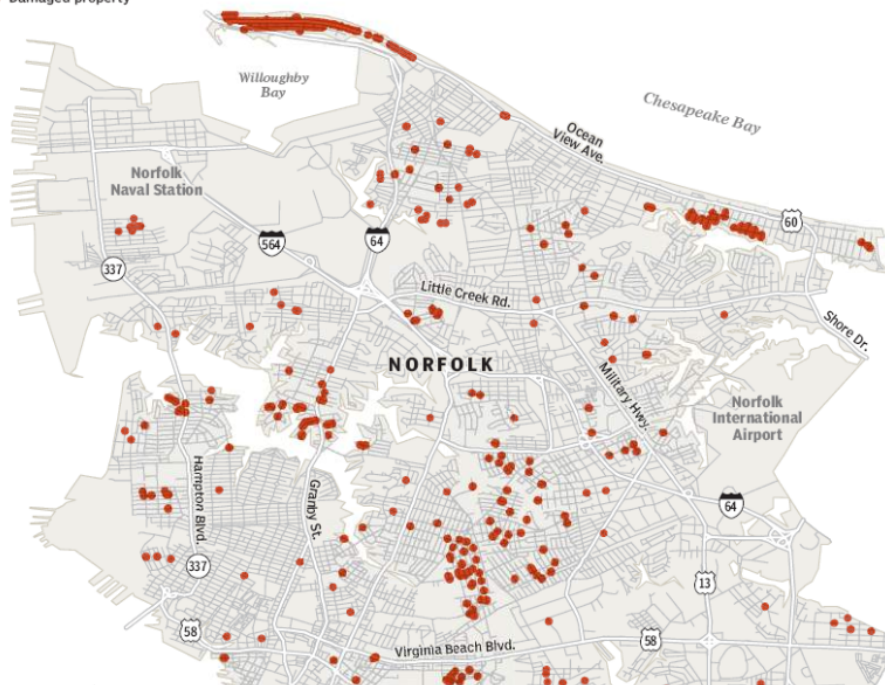 Damaged property
Willoughby
Bay
Chesapeake Bay
Ocean
View Ave.
Norfolk
Naval Station
60
564
64
337
Little Creek Rd.
Shore Dr.
NORFOLK
Military Hwy.
Norfolk
International
Airport
Hampton Blvd.
Granby St.
64
337
13
58
58
Virginia Beach Blvd.